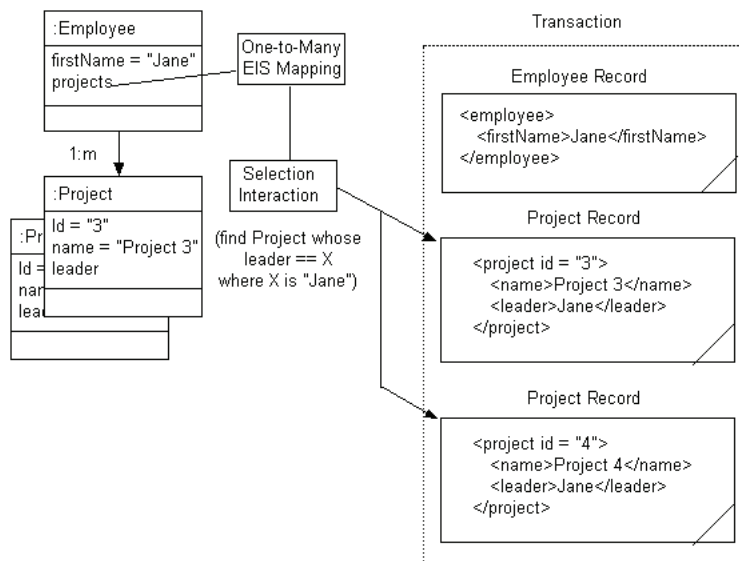 :Employee
firstName = "Jane"
projects
1:m
:Project
Id = "3"
name = "Project 3"
leader
One-to-Many
EIS Mapping
Selection
Interaction
(find Project whose
leader == X
where X is "Jane")
Transaction
Employee Record
<employee>
<firstName>Jane</firstName>
</employee>
Project Record
<project id = "3">
<name>Project 3</name>
<leader>Jane</leader>
</project>
Project Record
<project id = "4">
<name>Project 4</name>
<leader>Jane</leader>
</project>